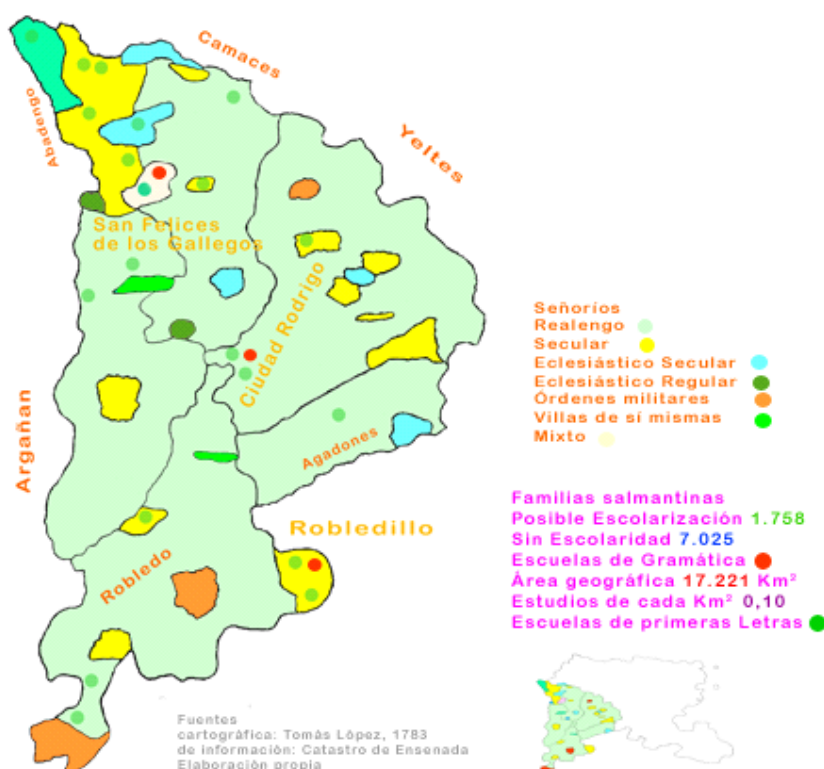 Camaces
Abadengo
Yeltes
San Felices
de los Gallegos
Ciudad Rodrigo
Argañan
Agadones
Robledillo
Robledo
Señoríos
Realengo
Secular
Eclesiástico Secular
Eclesiástico Regular
Órdenes militares
Villas de sí mismas
Mixto
Familias salmantinas
Posible Escolarización 1.758
Sin Escolaridad 7.025
Escuelas de Gramática
Área geográfica 17.221 Km²
Estudios de cada Km² 0,10
Escuelas de primeras Letras
Fuentes
cartográfica: Tomás López, 1783
de información: Catastro de Ensenada
Elaboración propia